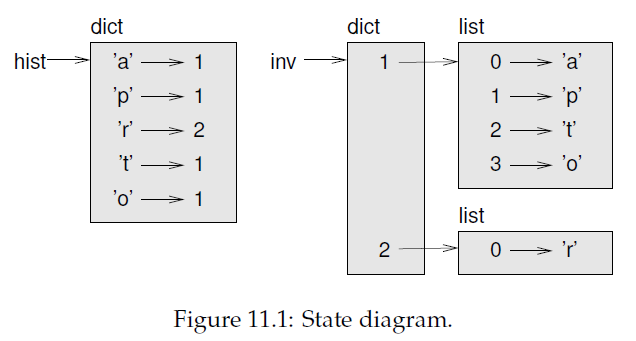 dict
hist
'a' 1
'p' 1
'r' 2
't' 1
'o' 1
dict
inv
1
2
list
0 'a'
1 'p'
2 't'
3 'o'
list
0 'r'
Figure 11.1: State diagram.